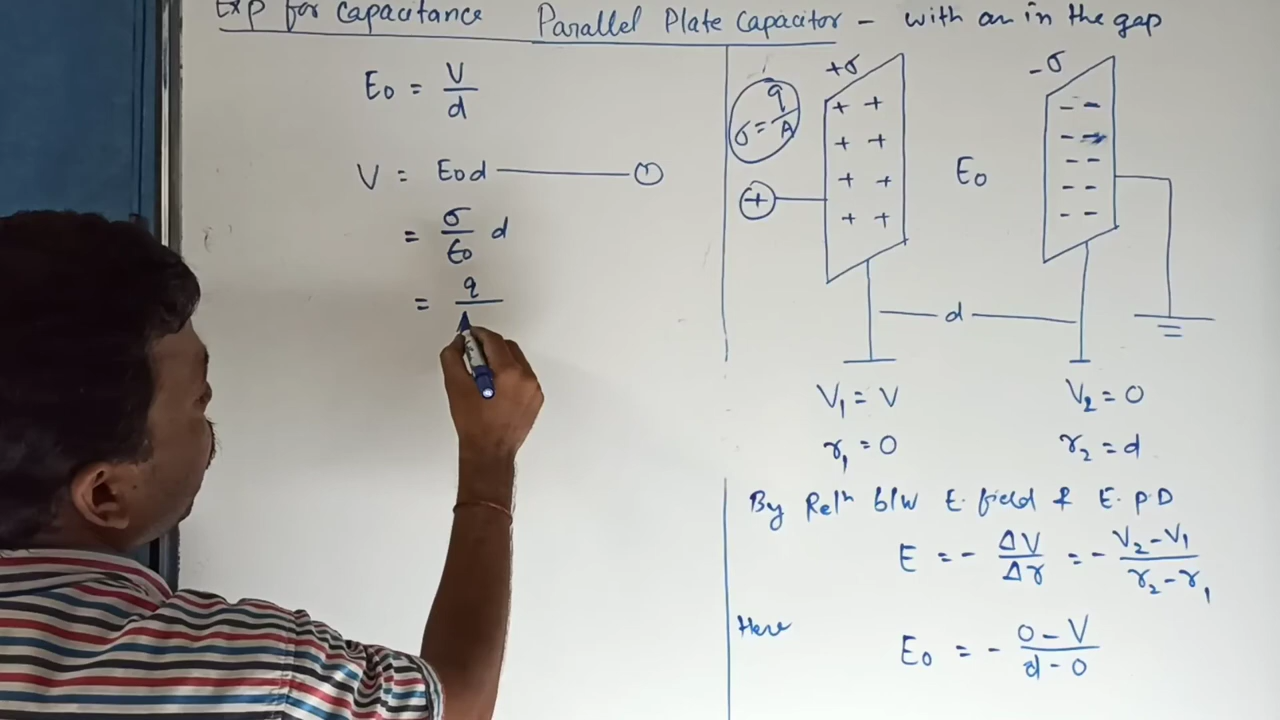 Exp for Capacitance Parallel Plate Capacitor - with air in the gap
E₀ = V/d
V = E₀d ——— ①
= σ/ε₀ d
= q/
σ = q/A
+σ
-σ
+ +
+ +
+ +
+ +
- -
- -
- -
- -
- -
+
E₀
d
V₁ = V V₂ = 0
r₁ = 0 r₂ = d
By Relⁿ b/w E. field & E. P.D
E = - ΔV/Δr = - V₂-V₁/r₂-r₁
Here E₀ = - 0-V/d-0